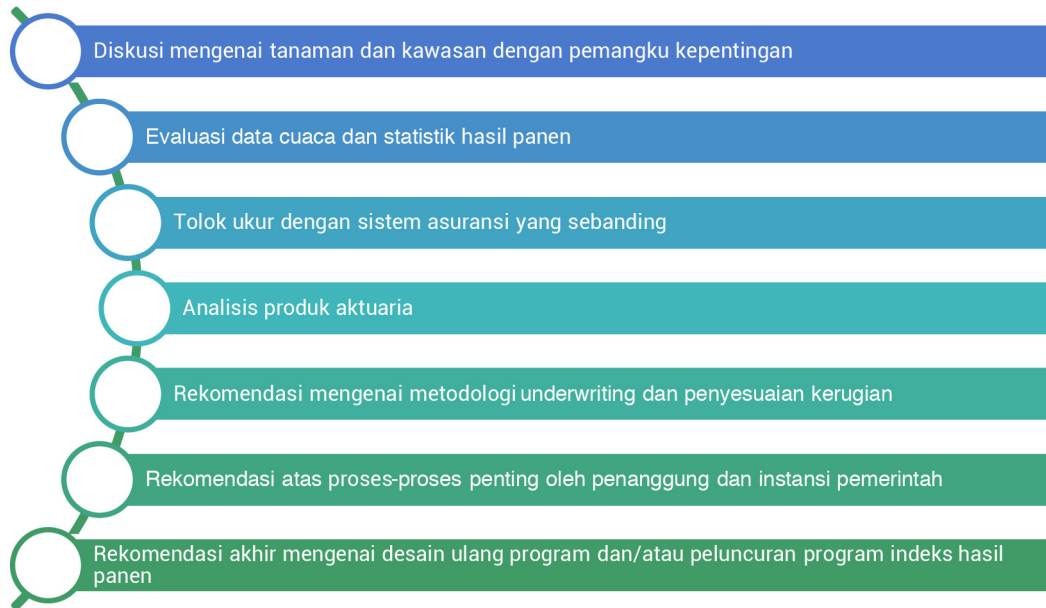 Diskusi mengenai tanaman dan kawasan dengan pemangku kepentingan
Evaluasi data cuaca dan statistik hasil panen
Tolok ukur dengan sistem asuransi yang sebanding
Analisis produk aktuaria
Rekomendasi mengenai metodologi underwriting dan penyesuaian kerugian
Rekomendasi atas proses-proses penting oleh penanggung dan instansi pemerintah
Rekomendasi akhir mengenai desain ulang program dan/atau peluncuran program indeks hasil
panen